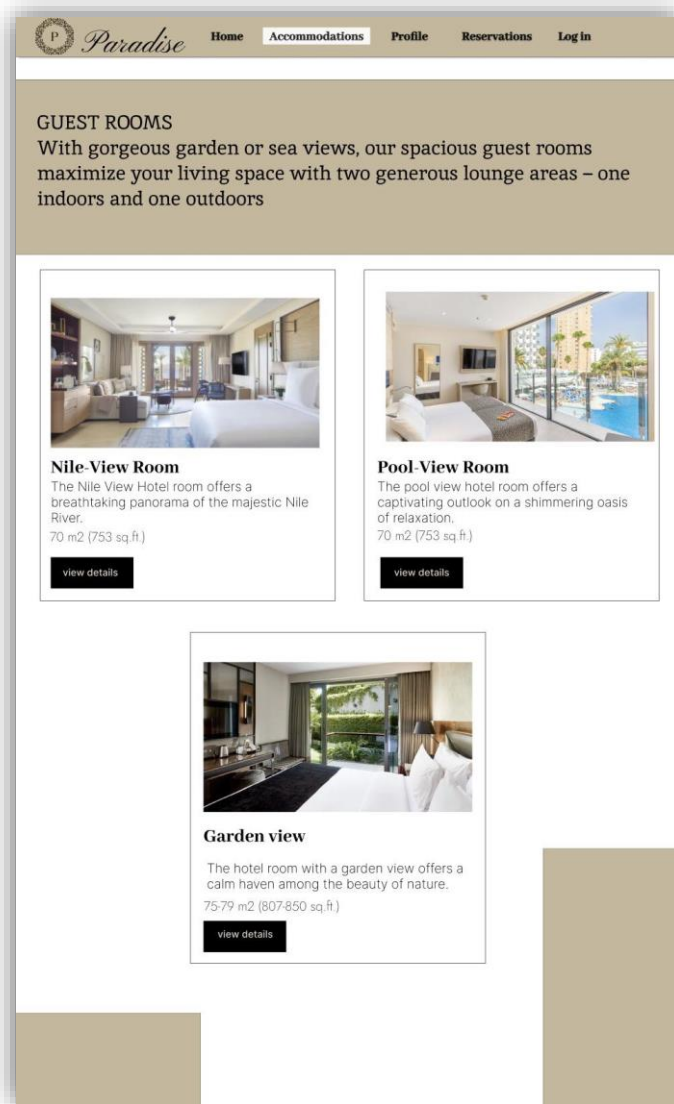 P Paradise Home Accommodations Profile Reservations Log in
GUEST ROOMS
With gorgeous garden or sea views, our spacious guest rooms
maximize your living space with two generous lounge areas – one
indoors and one outdoors
Nile-View Room
The Nile View Hotel room offers a
breathtaking panorama of the majestic Nile
River.
70 m2 (753 sq.ft.)
view details
Pool-View Room
The pool view hotel room offers a
captivating outlook on a shimmering oasis
of relaxation.
70 m2 (753 sq.ft.)
view details
Garden view
The hotel room with a garden view offers a
calm haven among the beauty of nature.
75-79 m2 (807-850 sq.ft.)
view details